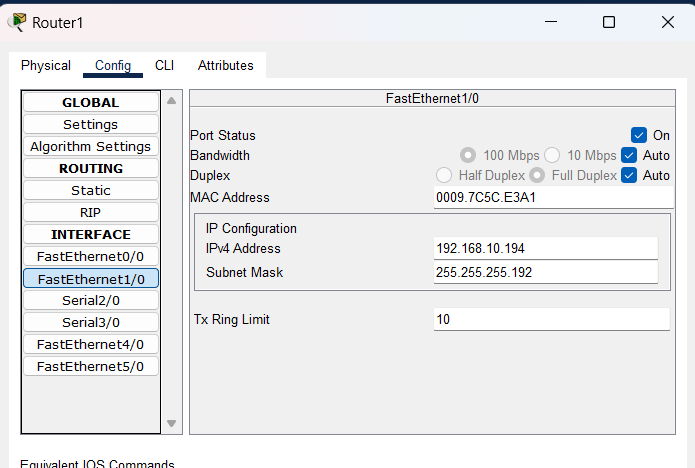 Router1
Physical Config CLI Attributes
GLOBAL
Settings
Algorithm Settings
ROUTING
Static
RIP
INTERFACE
FastEthernet0/0
FastEthernet1/0
Serial2/0
Serial3/0
FastEthernet4/0
FastEthernet5/0
FastEthernet1/0
Port Status On
Bandwidth 100 Mbps 10 Mbps Auto
Duplex Half Duplex Full Duplex Auto
MAC Address 0009.7C5C.E3A1
IP Configuration
IPv4 Address 192.168.10.194
Subnet Mask 255.255.255.192
Tx Ring Limit 10
Equivalent IOS Commands